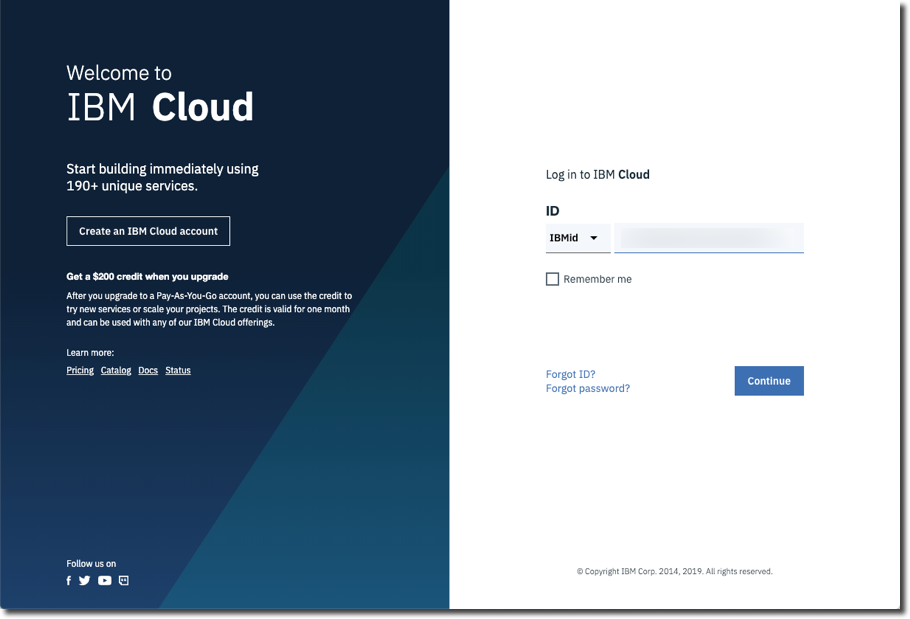 Welcome to
IBM Cloud
Start building immediately using
190+ unique services.
Create an IBM Cloud account
Get a $200 credit when you upgrade
After you upgrade to a Pay-As-You-Go account, you can use the credit to
try new services or scale your projects. The credit is valid for one month
and can be used with any of our IBM Cloud offerings.
Learn more:
Pricing Catalog Docs Status
Follow us on
Log in to IBM Cloud
ID
IBMid
Remember me
Forgot ID?
Forgot password?
Continue
© Copyright IBM Corp. 2014, 2019. All rights reserved.